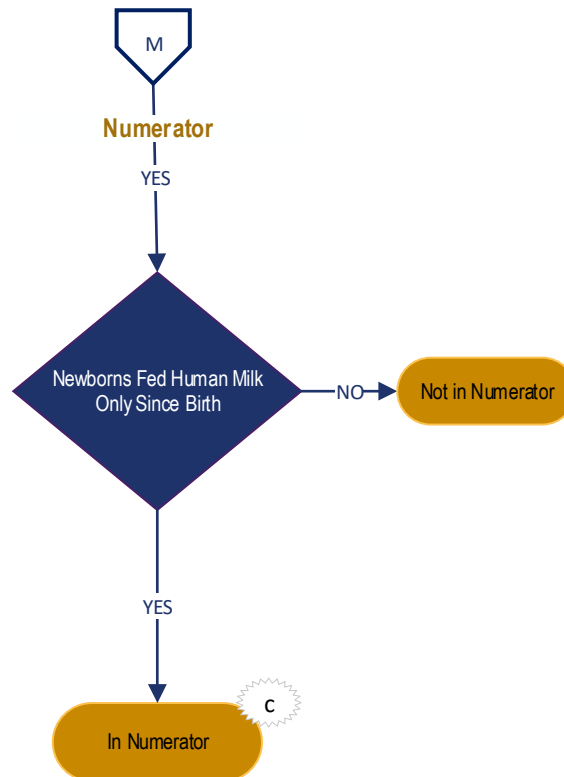 M
Numerator
YES
Newborns Fed Human Milk
Only Since Birth
NO
Not in Numerator
YES
c
In Numerator